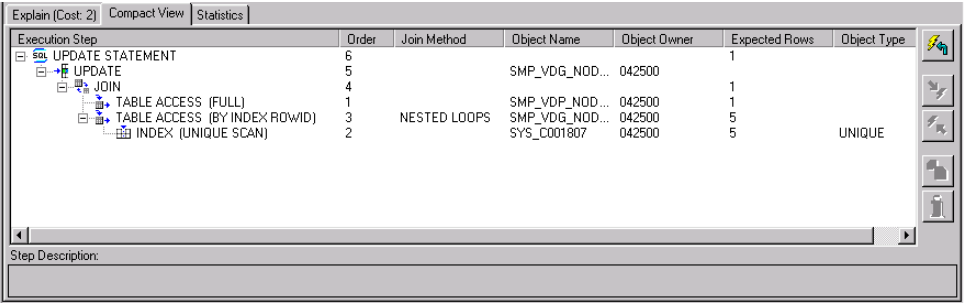 Explain (Cost: 2) Compact View Statistics
Execution Step Order Join Method Object Name Object Owner Expected Rows Object Type
SQL UPDATE STATEMENT 6 1
UPDATE 5 SMP_VDG_NOD... 042500
JOIN 4 1
TABLE ACCESS (FULL) 1 SMP_VDP_NOD... 042500 1
TABLE ACCESS (BY INDEX ROWID) 3 NESTED LOOPS SMP_VDG_NOD... 042500 5
INDEX (UNIQUE SCAN) 2 SYS_C001807 042500 5 UNIQUE
Step Description: